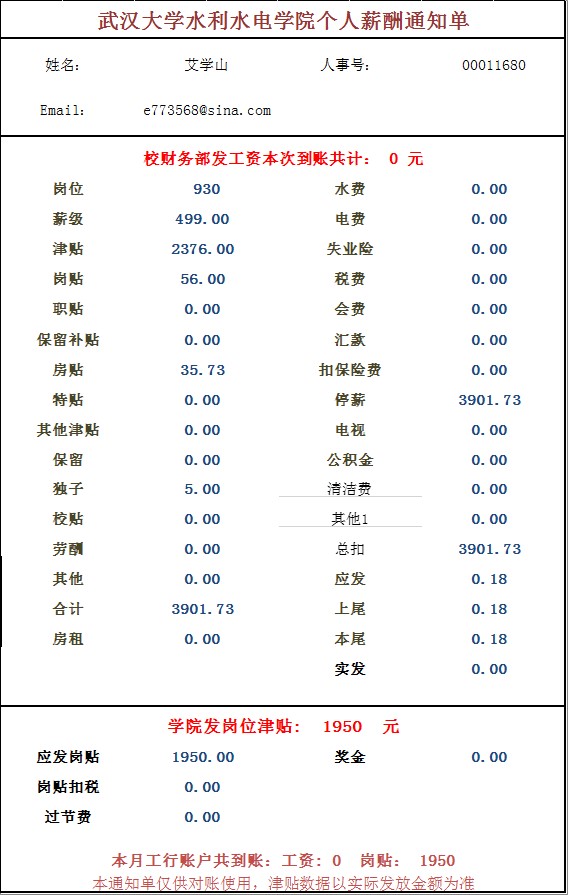 武汉大学水利水电学院个人薪酬通知单
姓名： 艾学山 人事号： 00011680
Email： e773568@sina.com
校财务部发工资本次到账共计： 0 元
岗位 930 水费 0.00
薪级 499.00 电费 0.00
津贴 2376.00 失业险 0.00
岗贴 56.00 税费 0.00
职贴 0.00 会费 0.00
保留补贴 0.00 汇款 0.00
房贴 35.73 扣保险费 0.00
特贴 0.00 停薪 3901.73
其他津贴 0.00 电视 0.00
保留 0.00 公积金 0.00
独子 5.00 清洁费 0.00
校贴 0.00 其他1 0.00
劳酬 0.00 总扣 3901.73
其他 0.00 应发 0.18
合计 3901.73 上尾 0.18
房租 0.00 本尾 0.18
实发 0.00
学院发岗位津贴： 1950 元
应发岗贴 1950.00 奖金 0.00
岗贴扣税 0.00
过节费 0.00
本月工行账户共到账：工资：0 岗贴： 1950
本通知单仅供对账使用，津贴数据以实际发放金额为准